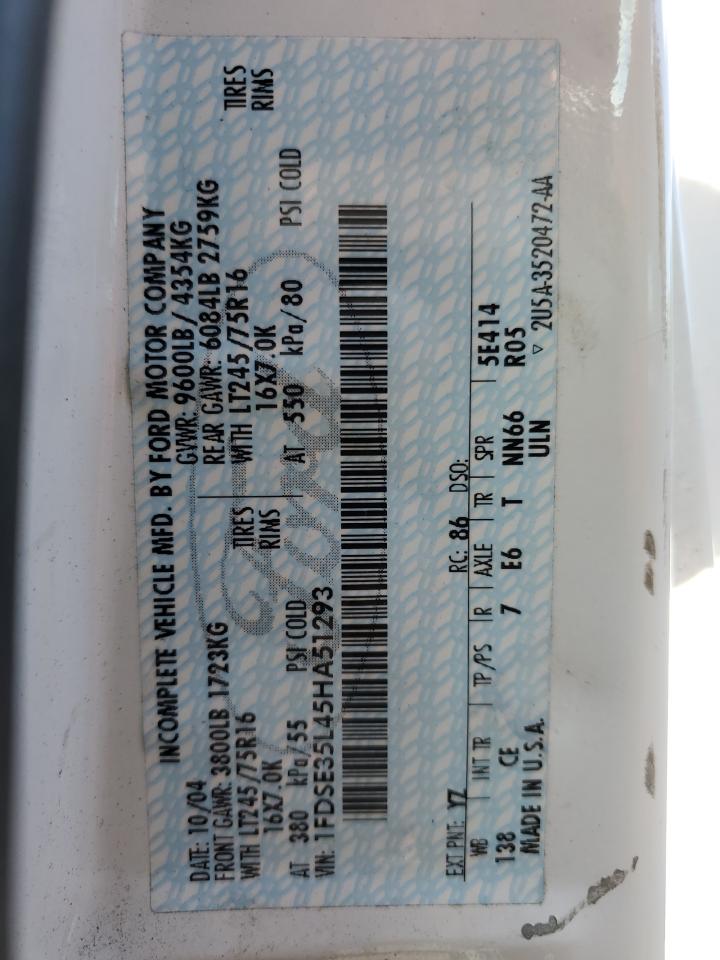 INCOMPLETE VEHICLE MFD. BY FORD MOTOR COMPANY
DATE: 10/04 GVWR: 9600LB / 4354KG
FRONT GAWR: 3800LB 1723KG REAR GAWR: 6084LB 2759KG
WITH LT245/75R16 TIRES WITH LT245/75R16 TIRES
16X7.0K RIMS 16X7.0K RIMS
AT 380 kPa/55 PSI COLD AT 550 kPa/80 PSI COLD
VIN: 1FDSE35L45HA51293
Ford
EXT PNT: YZ RC: 86 DSO:
WB INT TR TP/PS R AXLE TR SPR
138 CE 7 E6 T NN66 5E414
MADE IN U.S.A. ULN R05
▽ 2U5A-3520472-AA